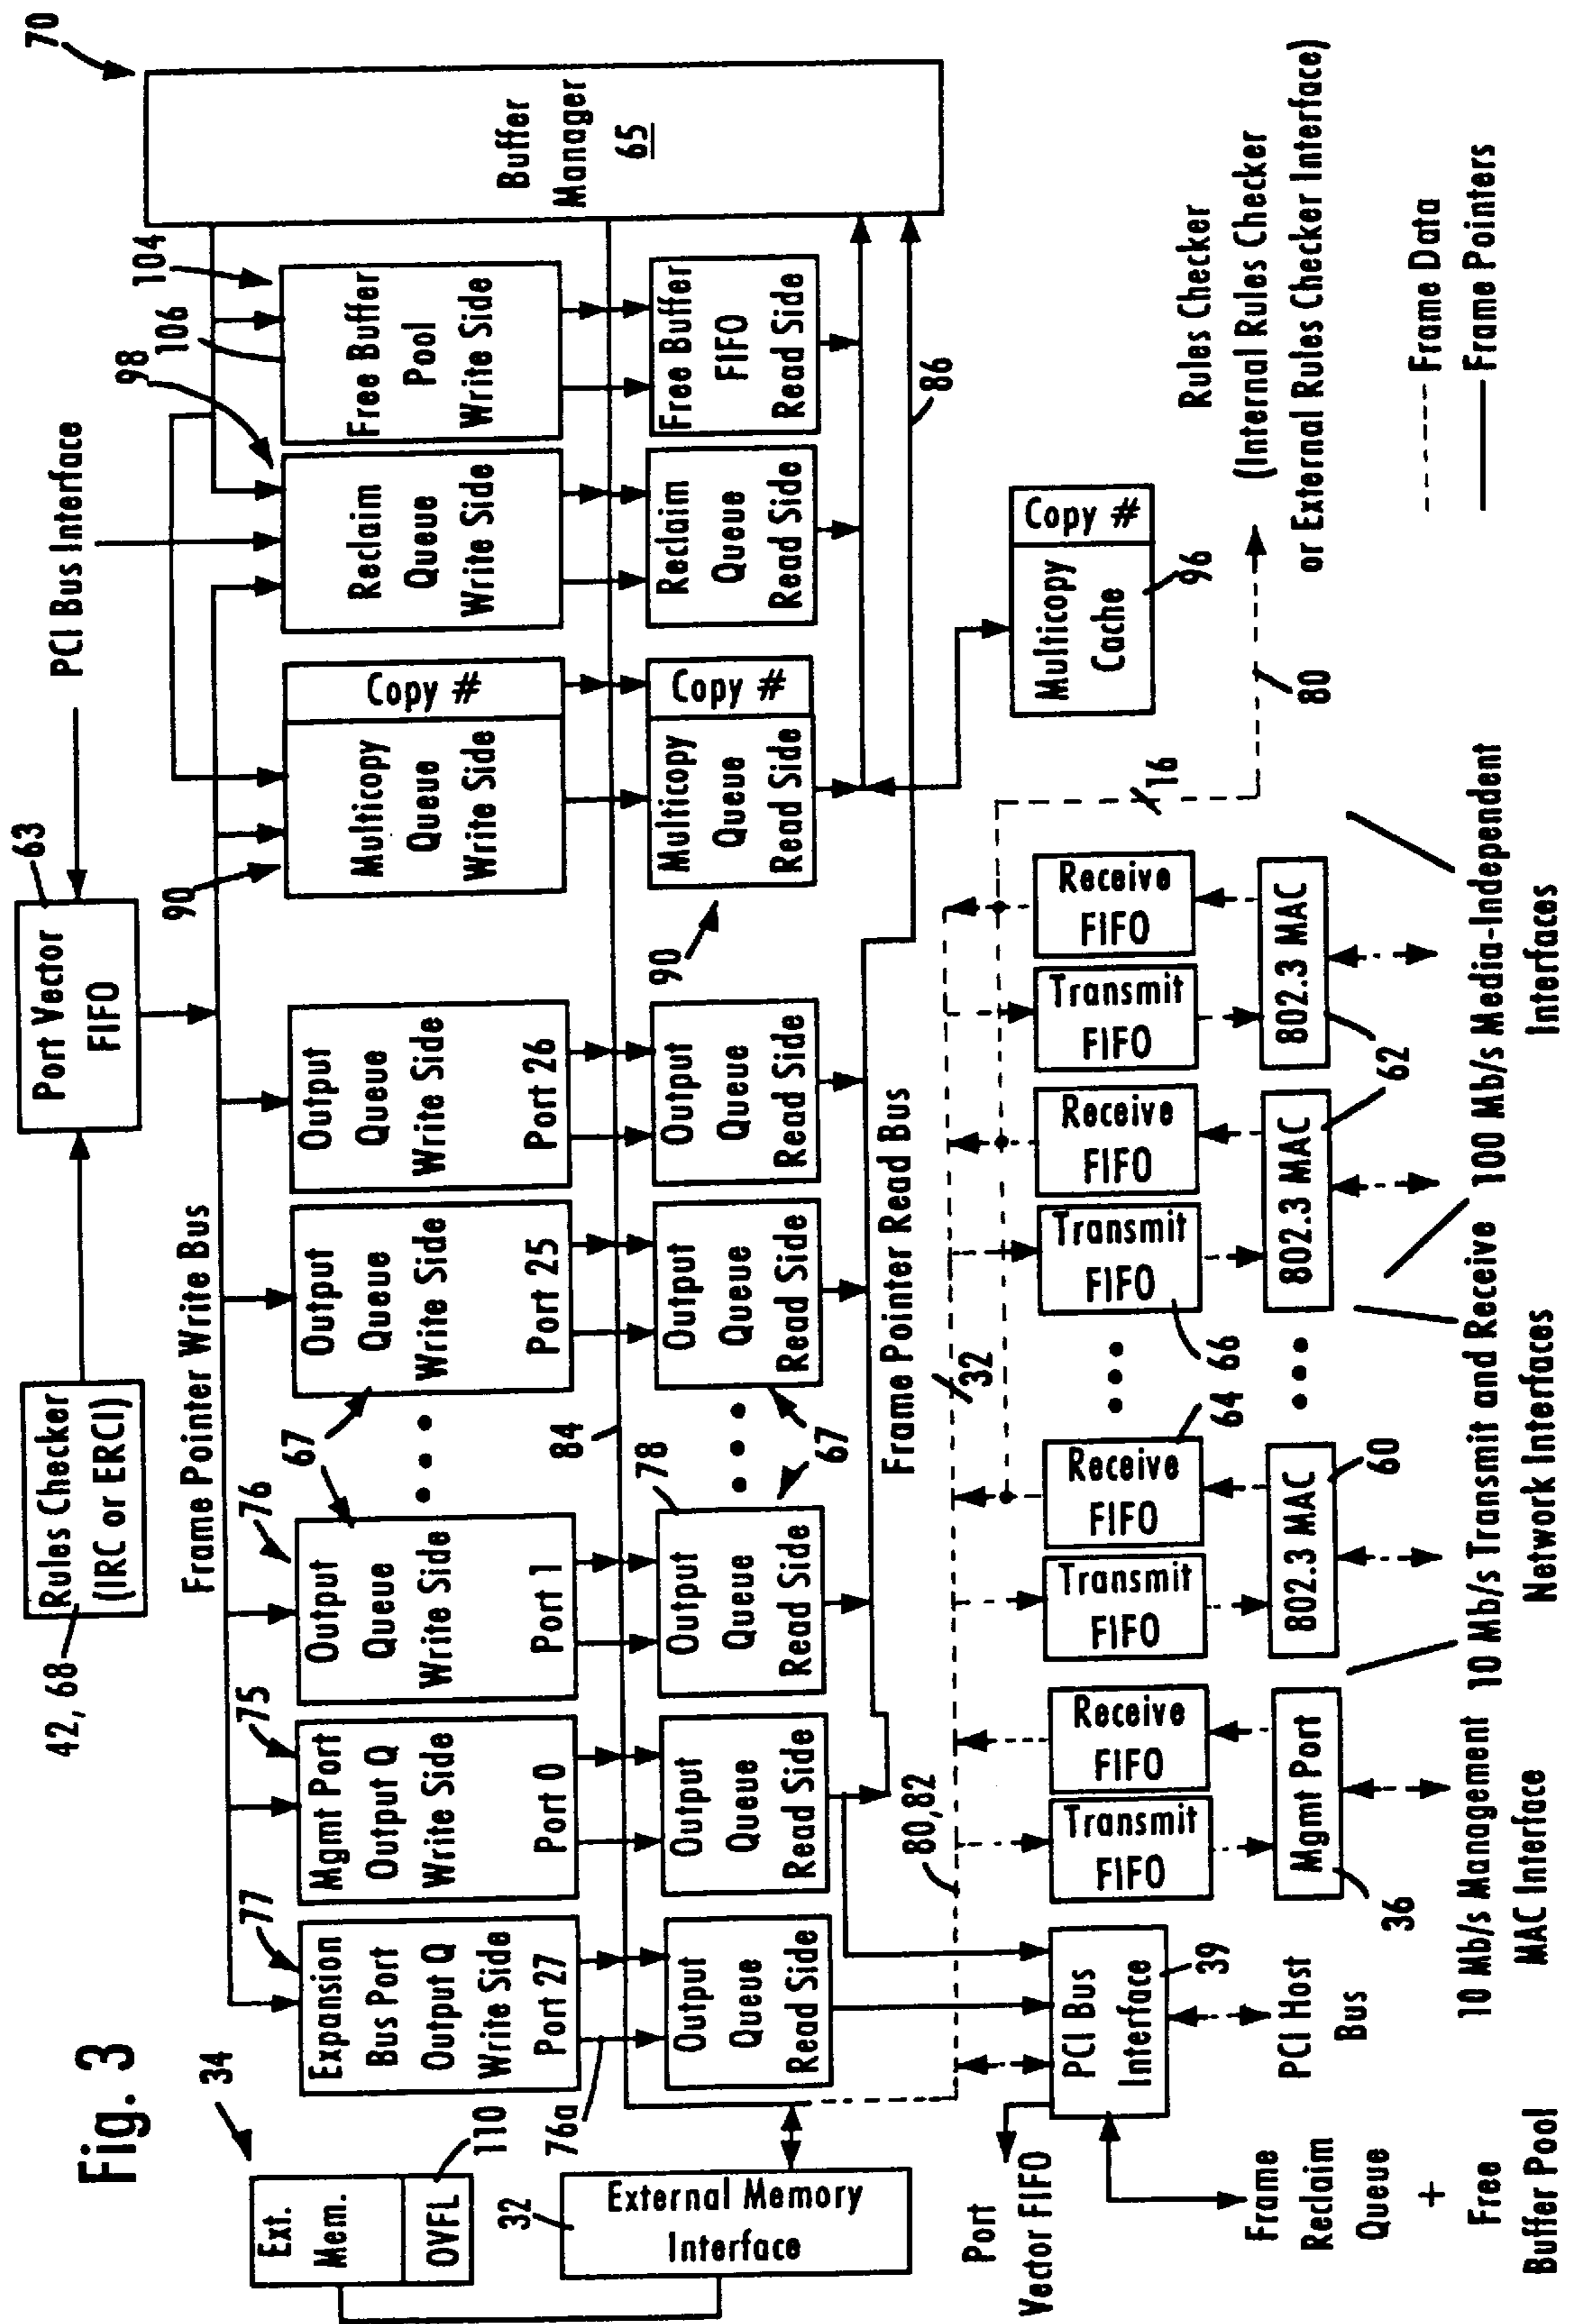 Fig. 3
34
Ext.
Mem.
OVFL
110
32
External Memory
Interface
42, 68
Rules Checker
(IRC or ERCI)
Port Vector
FIFO
63
PCI Bus Interface
70
Frame Pointer Write Bus
77
Expansion
Bus Port
Output Q
Write Side
Port 27
76a
75
Mgmt Port
Output Q
Write Side
Port 0
76
Output
Queue
Write Side
Port 1
67
Output
Queue
Write Side
Port 25
Output
Queue
Write Side
Port 26
90
Multicopy
Queue
Write Side
Copy #
98
Reclaim
Queue
Write Side
106
104
Free Buffer
Pool
Write Side
Buffer
Manager
65
84
Output
Queue
Read Side
Output
Queue
Read Side
78
Output
Queue
Read Side
67
Output
Queue
Read Side
Output
Queue
Read Side
90
Multicopy
Queue
Read Side
Copy #
Reclaim
Queue
Read Side
Free Buffer
FIFO
Read Side
86
Frame Pointer Read Bus
80,82
32
16
80
Multicopy
Cache
Copy #
96
Rules Checker
(Internal Rules Checker
or External Rules Checker Interface)
Port
Vector FIFO
PCI Bus
Interface
39
Frame
Reclaim
Queue
+
Free
Buffer Pool
PCI Host
Bus
Transmit
FIFO
Receive
FIFO
Mgmt Port
36
Transmit
FIFO
Receive
FIFO
64
802.3 MAC
60
Transmit
FIFO
66
Receive
FIFO
802.3 MAC
62
Transmit
FIFO
Receive
FIFO
802.3 MAC
10 Mb/s Management
MAC Interface
10 Mb/s Transmit and Receive
Network Interfaces
100 Mb/s Media-Independent
Interfaces
Frame Data
Frame Pointers